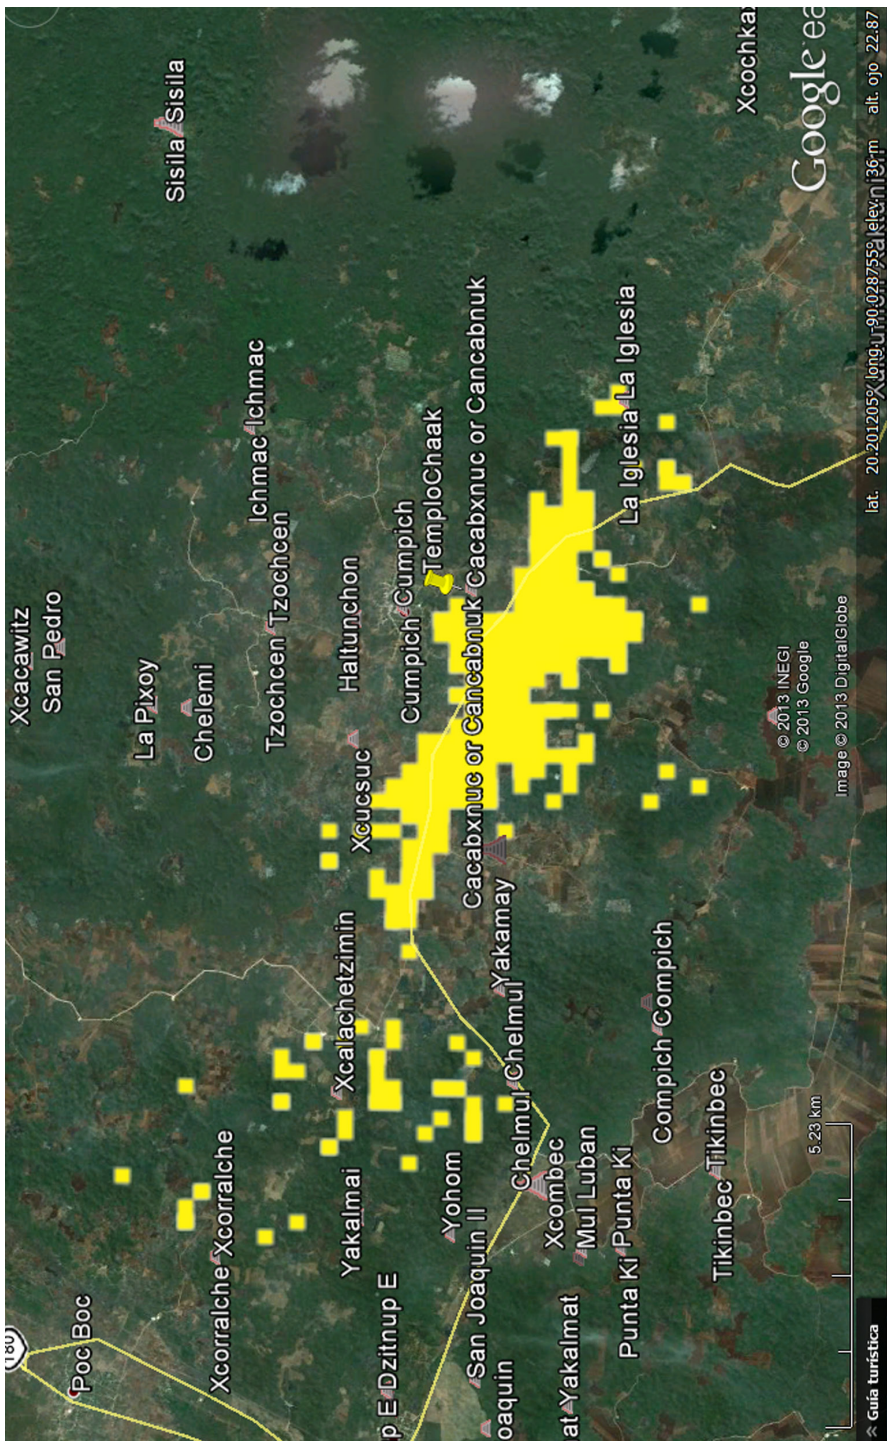 180
Xcacawitz
San Pedro
Poc Boc
La Pixoy
Sisila Sisila
Chelemi
Xcorralche Xcorralche
Ichmac Ichmac
Tzochcen Tzochcen
Xcalachetzimin
Haltunchon
Yakalmai
Xcucsuc
p E Dzitnup E
Cumpich Cumpich
TemploChaak
Yohom
San Joaquin II
Cacabxnuc or Cancabnuk Cacabxnuc or Cancabnuk
oaquin
Yakamay
Chelmul Chelmul
Xcombec
at Yakalmat
Mul Luban
Punta Ki Punta Ki
La Iglesia La Iglesia
Compich Compich
Tikinbec Tikinbec
Xcochka
© 2013 INEGI
© 2013 Google
Google ea
5.23 km
Image © 2013 DigitalGlobe
Guía turística
lat. 20.201205° long. -90.028755° elev. 36 m alt. ojo 22.87